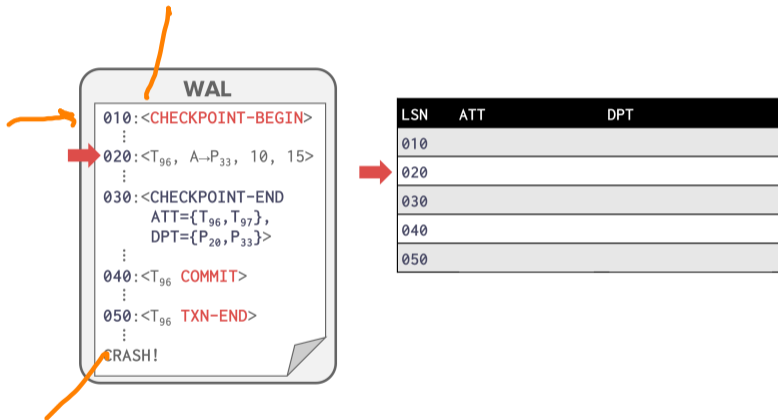 WAL
010:<CHECKPOINT-BEGIN>
⋮
020:<T₉₆, A→P₃₃, 10, 15>
⋮
030:<CHECKPOINT-END
ATT={T₉₆,T₉₇},
DPT={P₂₀,P₃₃}>
⋮
040:<T₉₆ COMMIT>
⋮
050:<T₉₆ TXN-END>
⋮
CRASH!
LSN ATT DPT
010
020
030
040
050